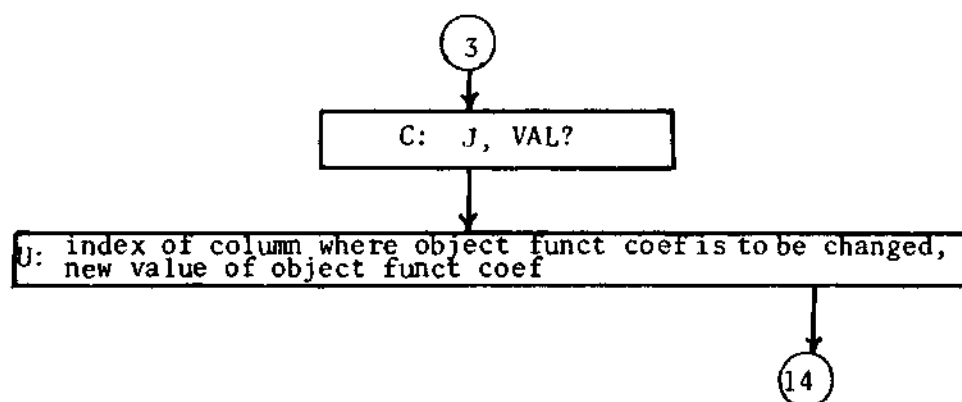 3
C: J, VAL?
U: index of column where object funct coef is to be changed,
new value of object funct coef
14